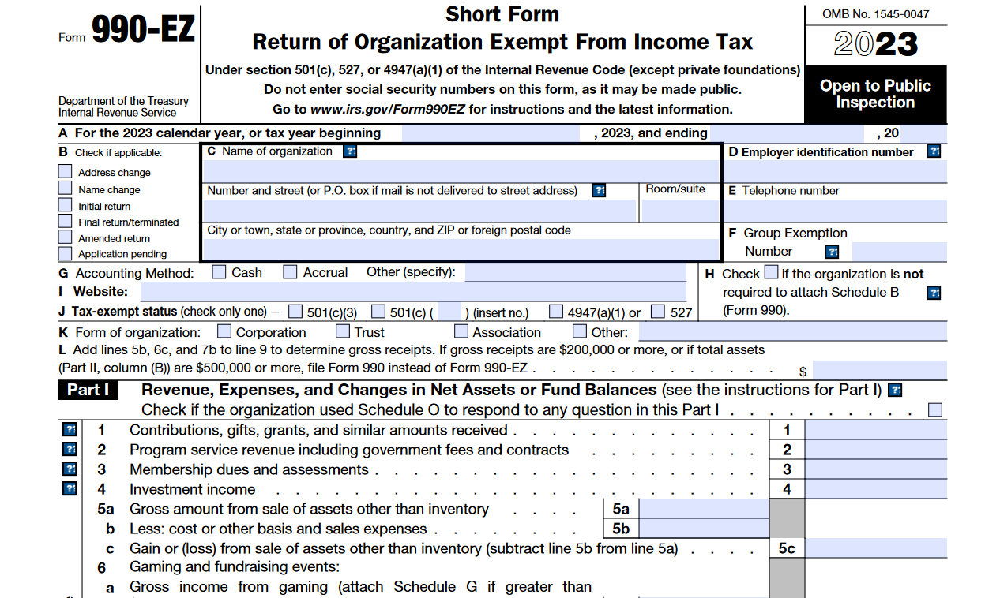 Form 990-EZ
Department of the Treasury
Internal Revenue Service
Short Form
Return of Organization Exempt From Income Tax
Under section 501(c), 527, or 4947(a)(1) of the Internal Revenue Code (except private foundations)
Do not enter social security numbers on this form, as it may be made public.
Go to www.irs.gov/Form990EZ for instructions and the latest information.
OMB No. 1545-0047
2023
Open to Public
Inspection
A For the 2023 calendar year, or tax year beginning , 2023, and ending , 20
B Check if applicable:
Address change
Name change
Initial return
Final return/terminated
Amended return
Application pending
C Name of organization ?
Number and street (or P.O. box if mail is not delivered to street address) ? Room/suite
City or town, state or province, country, and ZIP or foreign postal code
D Employer identification number ?
E Telephone number
F Group Exemption
Number ?
G Accounting Method: Cash Accrual Other (specify):
H Check if the organization is not
required to attach Schedule B ?
(Form 990).
I Website:
J Tax-exempt status (check only one) — 501(c)(3) 501(c) ( ) (insert no.) 4947(a)(1) or 527
K Form of organization: Corporation Trust Association Other:
L Add lines 5b, 6c, and 7b to line 9 to determine gross receipts. If gross receipts are $200,000 or more, or if total assets
(Part II, column (B)) are $500,000 or more, file Form 990 instead of Form 990-EZ . . . . . . . . . . . . . $
Part I Revenue, Expenses, and Changes in Net Assets or Fund Balances (see the instructions for Part I) ?
Check if the organization used Schedule O to respond to any question in this Part I . . . . . . . . . .
? 1 Contributions, gifts, grants, and similar amounts received . . . . . . . . . . . . . 1
? 2 Program service revenue including government fees and contracts . . . . . . . . . 2
? 3 Membership dues and assessments . . . . . . . . . . . . . . . . . . . . 3
? 4 Investment income . . . . . . . . . . . . . . . . . . . . . . . . . 4
5a Gross amount from sale of assets other than inventory . . . . 5a
b Less: cost or other basis and sales expenses . . . . . . . . 5b
c Gain or (loss) from sale of assets other than inventory (subtract line 5b from line 5a) . . . . 5c
6 Gaming and fundraising events:
a Gross income from gaming (attach Schedule G if greater than